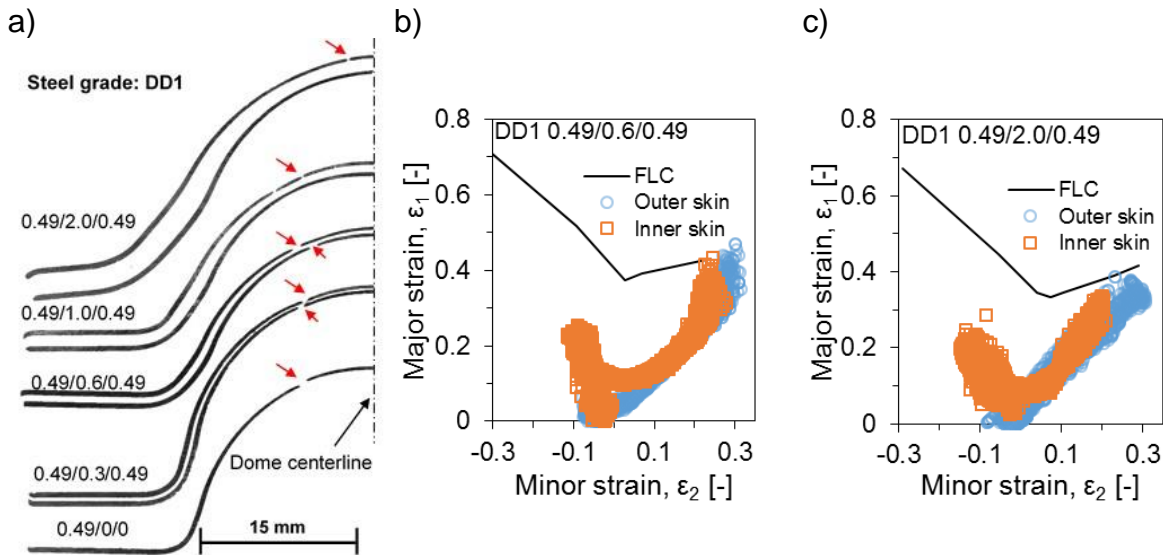 a)
Steel grade: DD1
0.49/2.0/0.49
0.49/1.0/0.49
0.49/0.6/0.49
0.49/0.3/0.49
0.49/0/0
Dome centerline
15 mm
b)
DD1 0.49/0.6/0.49
FLC
Outer skin
Inner skin
Major strain, ε1 [-]
0.8
0.6
0.4
0.2
0
-0.3
-0.1
0.1
0.3
Minor strain, ε2 [-]
c)
DD1 0.49/2.0/0.49
FLC
Outer skin
Inner skin
Major strain, ε1 [-]
0.8
0.6
0.4
0.2
0
-0.3
-0.1
0.1
0.3
Minor strain, ε2 [-]